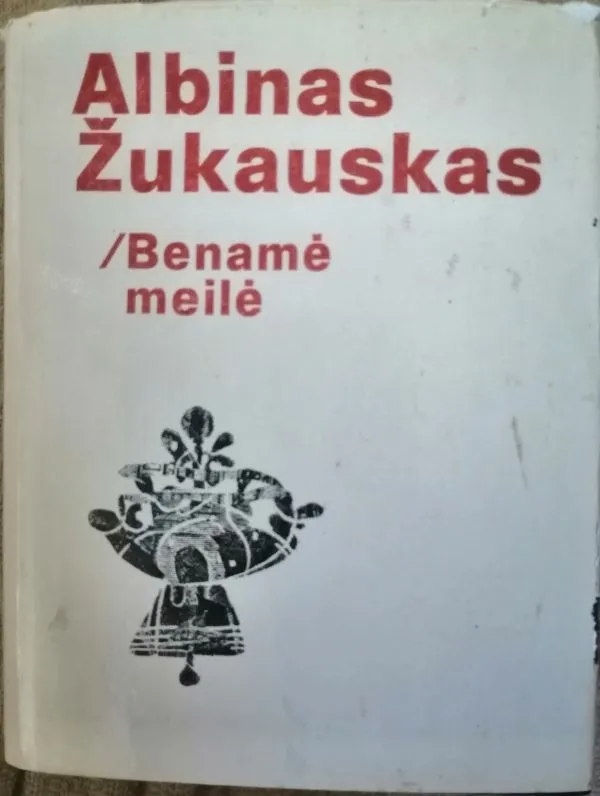 Albinas
Žukauskas
/Benamė
meilė